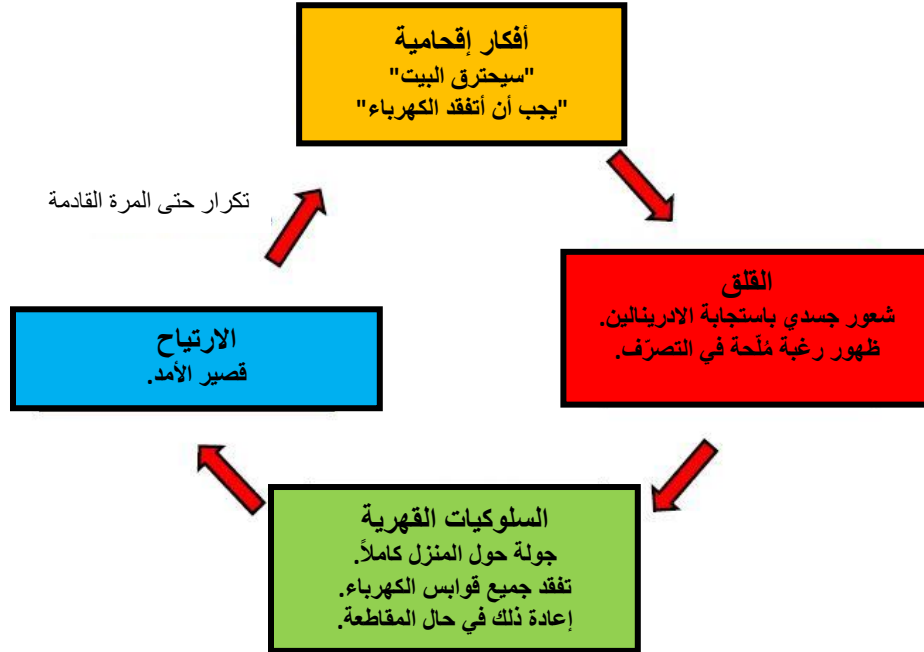 أفكار إقحامية
"سيحترق البيت"
"يجب أن أتفقد الكهرباء"
تكرار حتى المرة القادمة
القلق
شعور جسدي باستجابة الادرينالين.
ظهور رغبة مُلّحة في التصرّف.
الارتياح
قصير الأمد.
السلوكيات القهرية
جولة حول المنزل كاملاً.
تفقد جميع قوابس الكهرباء.
إعادة ذلك في حال المقاطعة.